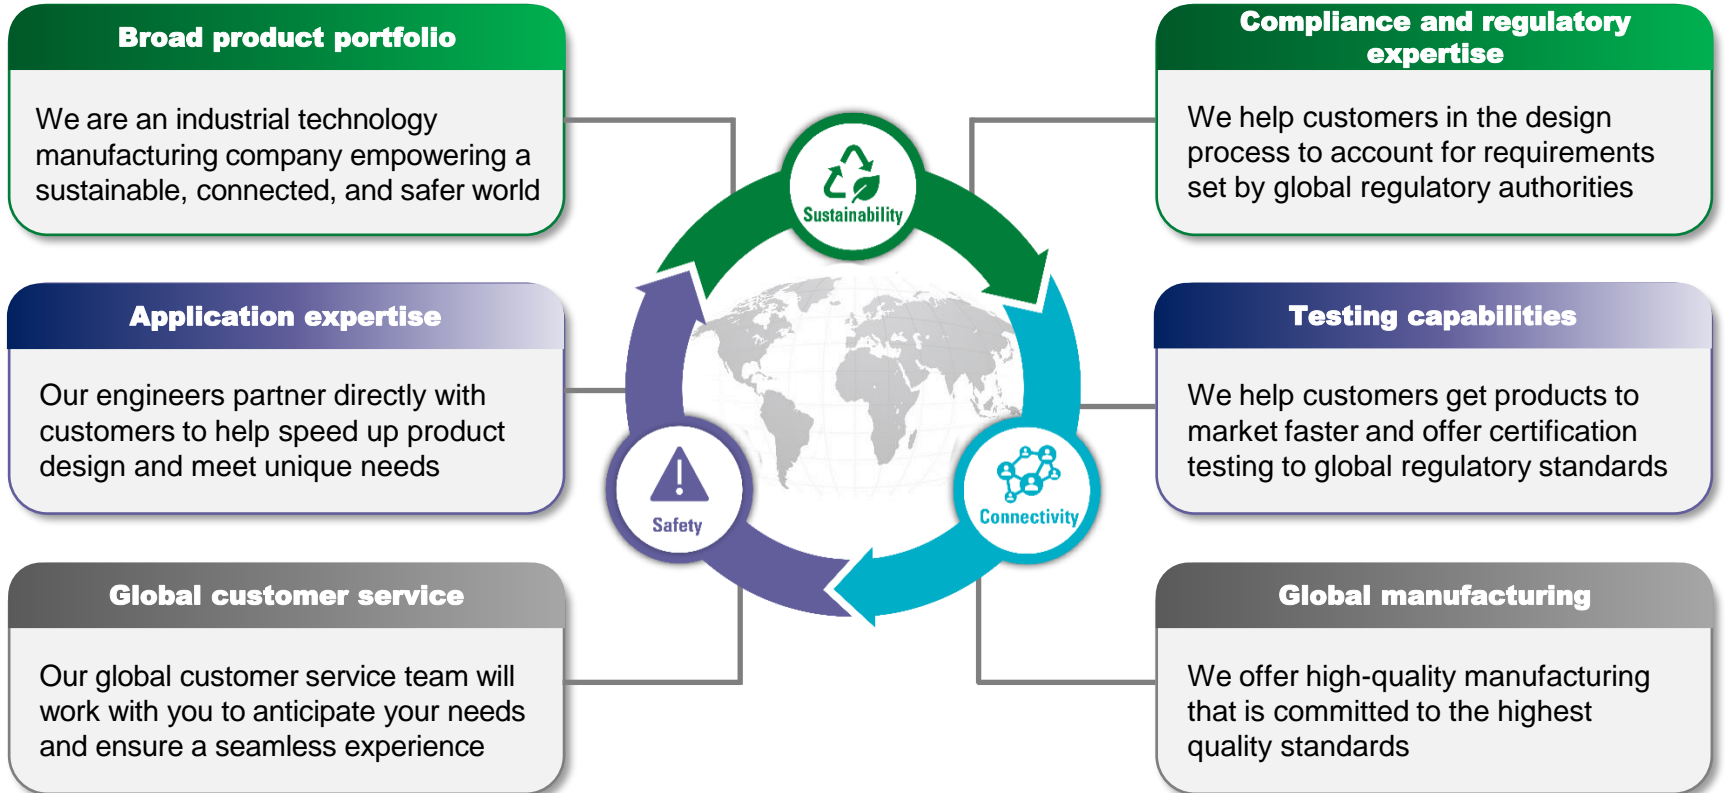 Broad product portfolio
We are an industrial technology
manufacturing company empowering a
sustainable, connected, and safer world
Compliance and regulatory
expertise
We help customers in the design
process to account for requirements
set by global regulatory authorities
Sustainability
Application expertise
Our engineers partner directly with
customers to help speed up product
design and meet unique needs
Testing capabilities
We help customers get products to
market faster and offer certification
testing to global regulatory standards
Safety
Connectivity
Global customer service
Our global customer service team will
work with you to anticipate your needs
and ensure a seamless experience
Global manufacturing
We offer high-quality manufacturing
that is committed to the highest
quality standards